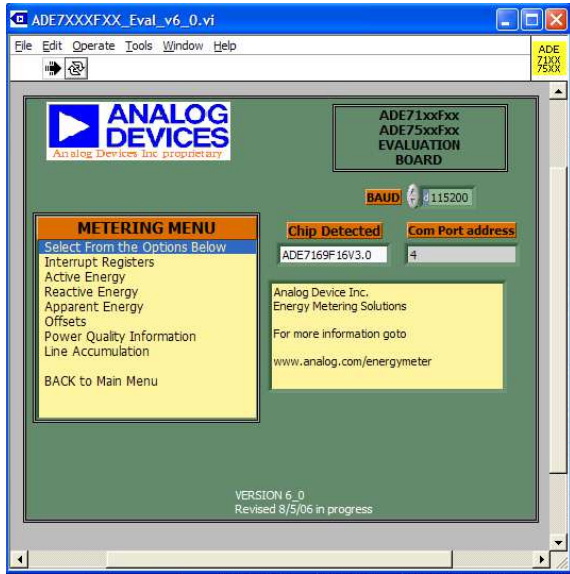 ADE7XXXFXX_Eval_v6_0.vi
File Edit Operate Tools Window Help
ADE
71XX
75XX
ANALOG
DEVICES
Analog Devices Inc proprietary
ADE71xxFxx
ADE75xxFxx
EVALUATION
BOARD
BAUD d 115200
METERING MENU
Select From the Options Below
Interrupt Registers
Active Energy
Reactive Energy
Apparent Energy
Offsets
Power Quality Information
Line Accumulation
BACK to Main Menu
Chip Detected
ADE7169F16V3.0
Com Port address
4
Analog Device Inc.
Energy Metering Solutions
For more information goto
www.analog.com/energymeter
VERSION 6_0
Revised 8/5/06 in progress